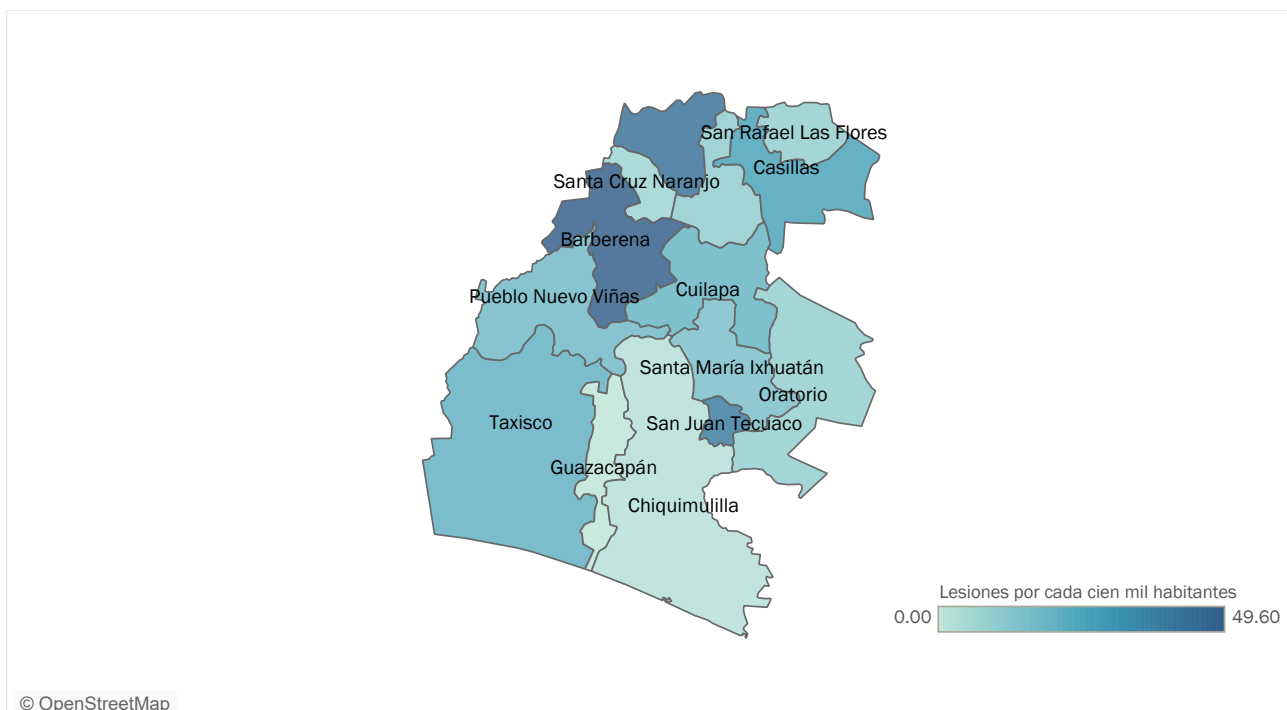 San Rafael Las Flores
Casillas
Santa Cruz Naranjo
Barberena
Cuilapa
Pueblo Nuevo Viñas
Santa María Ixhuatán
Oratorio
Taxisco
San Juan Tecuaco
Guazacapán
Chiquimulilla
Lesiones por cada cien mil habitantes
0.00
49.60
© OpenStreetMap